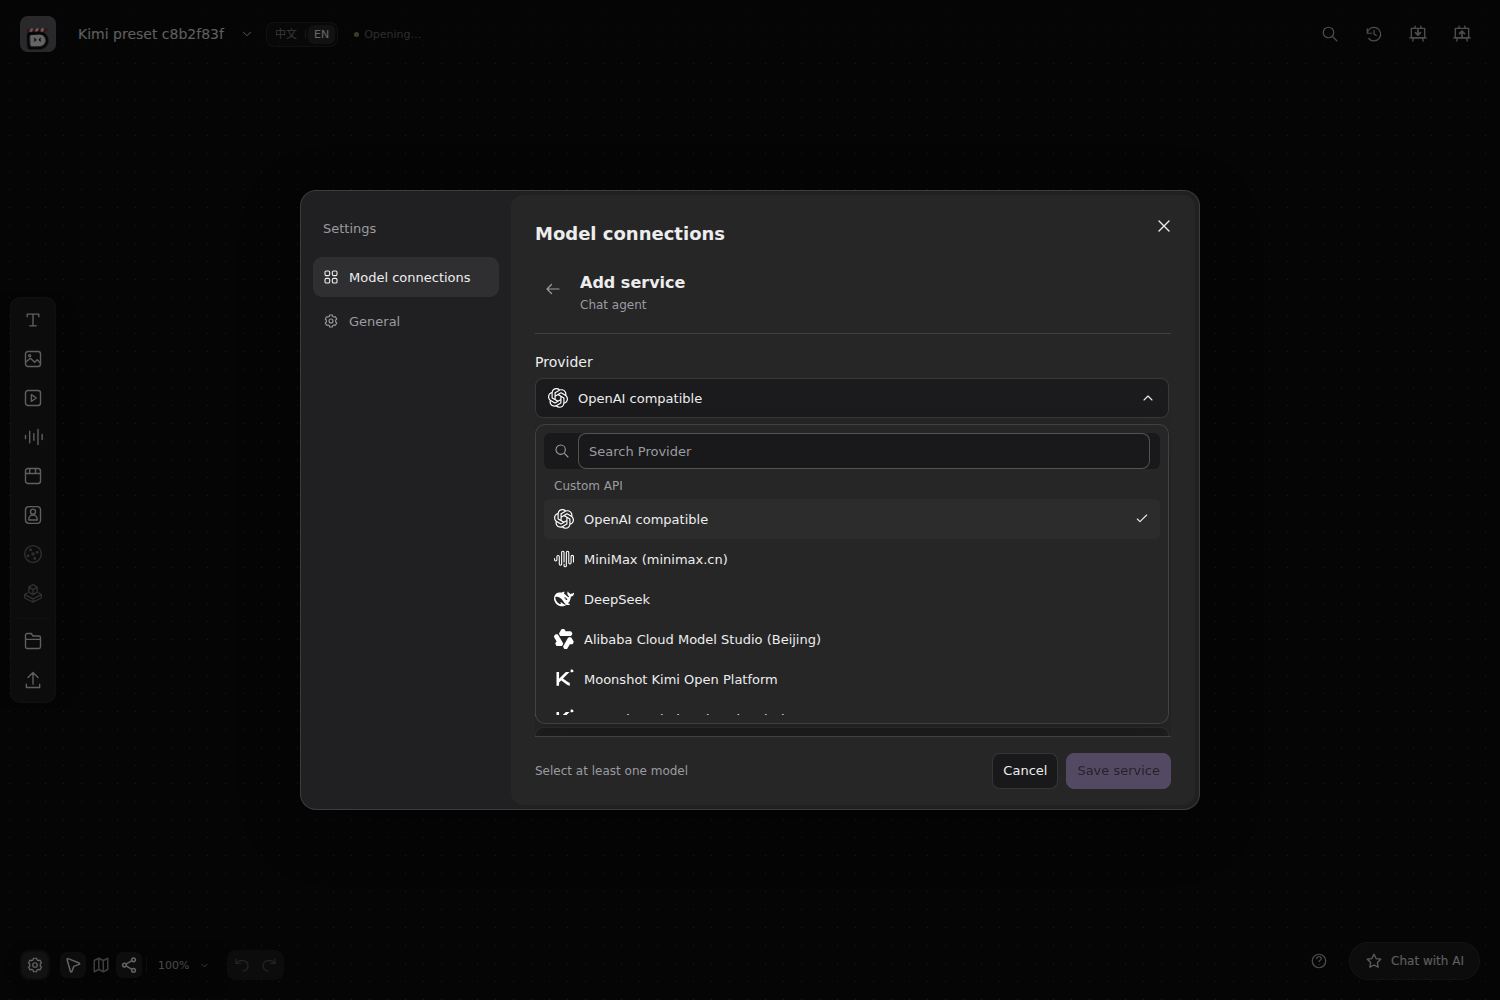 Kimi preset c8b2f83f
中文 | EN
Opening...
Settings
Model connections
General
Model connections
Add service
Chat agent
Provider
OpenAI compatible
Search Provider
Custom API
OpenAI compatible
MiniMax (minimax.cn)
DeepSeek
Alibaba Cloud Model Studio (Beijing)
Moonshot Kimi Open Platform
Select at least one model
Cancel
Save service
100%
Chat with AI